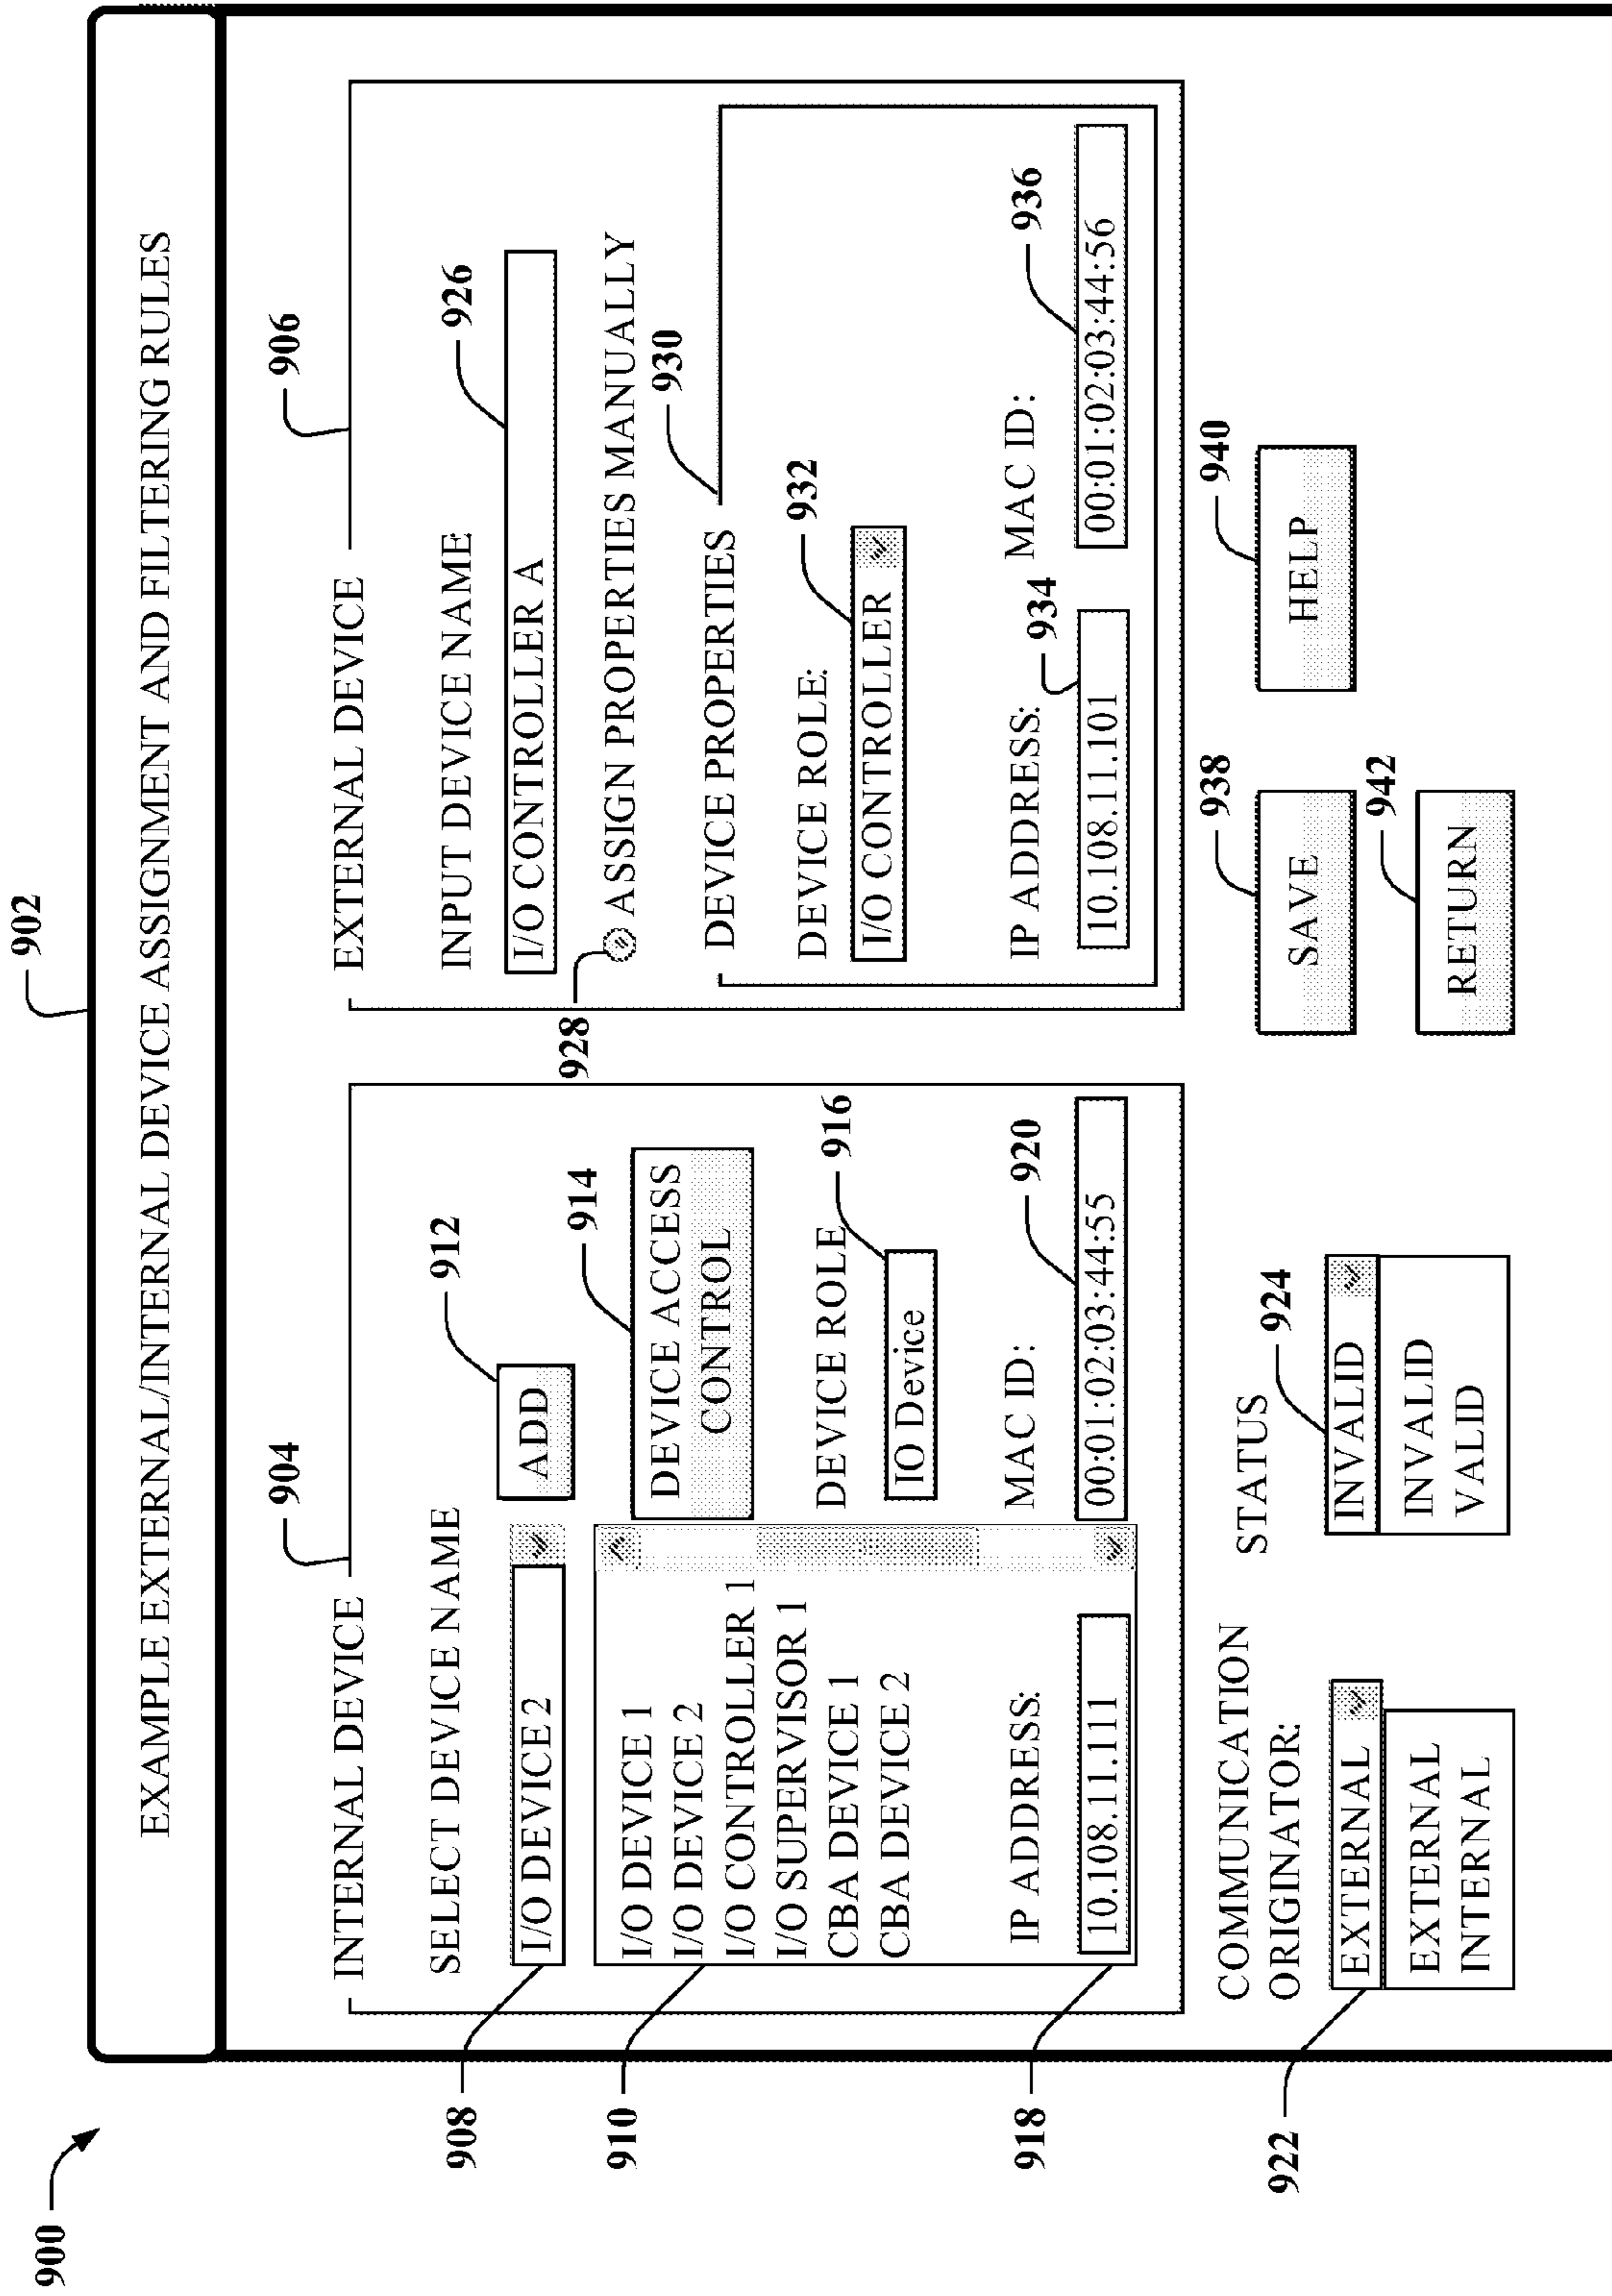 900
902
EXAMPLE EXTERNAL/INTERNAL DEVICE ASSIGNMENT AND FILTERING RULES
904
INTERNAL DEVICE
SELECT DEVICE NAME
908
I/O DEVICE 2
912
ADD
910
I/O DEVICE 1
I/O DEVICE 2
I/O CONTROLLER 1
I/O SUPERVISOR 1
CBA DEVICE 1
CBA DEVICE 2
914
DEVICE ACCESS
CONTROL
DEVICE ROLE
916
IO Device
918
IP ADDRESS:
10.108.11.111
MAC ID:
920
00:01:02:03:44:55
906
EXTERNAL DEVICE
INPUT DEVICE NAME
926
I/O CONTROLLER A
928
ASSIGN PROPERTIES MANUALLY
930
DEVICE PROPERTIES
DEVICE ROLE:
932
I/O CONTROLLER
IP ADDRESS:
934
10.108.11.101
MAC ID:
936
00:01:02:03:44:56
COMMUNICATION
ORIGINATOR:
922
EXTERNAL
EXTERNAL
INTERNAL
STATUS
924
INVALID
INVALID
VALID
938
SAVE
940
HELP
942
RETURN